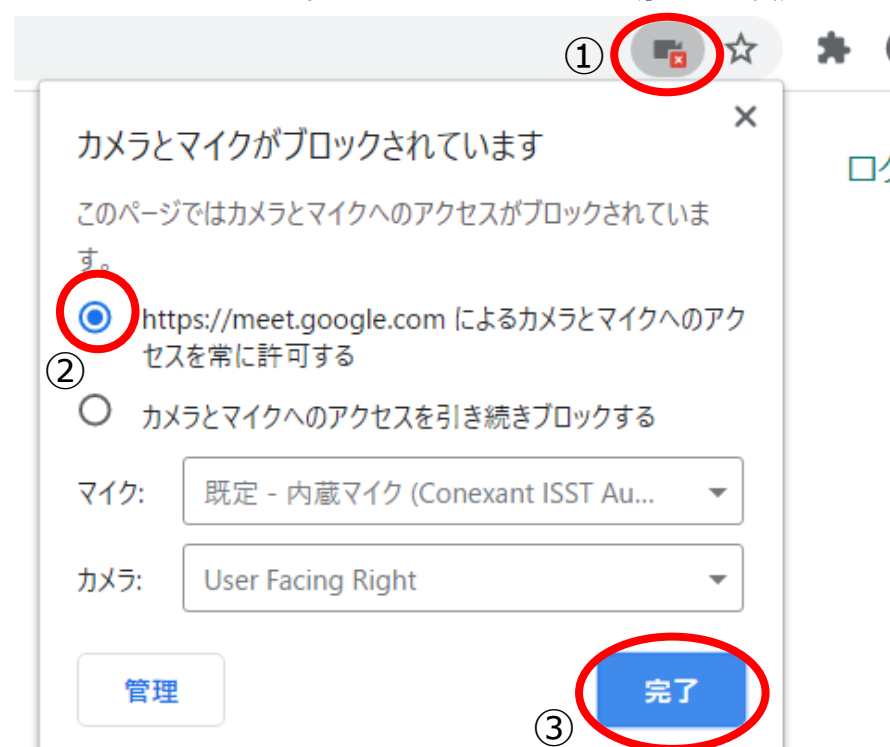 ①
カメラとマイクがブロックされています
このページではカメラとマイクへのアクセスがブロックされていま
す。
https://meet.google.com によるカメラとマイクへのアク
セスを常に許可する
②
カメラとマイクへのアクセスを引き続きブロックする
マイク: 既定 - 内蔵マイク (Conexant ISST Au...
カメラ: User Facing Right
管理
完了
③